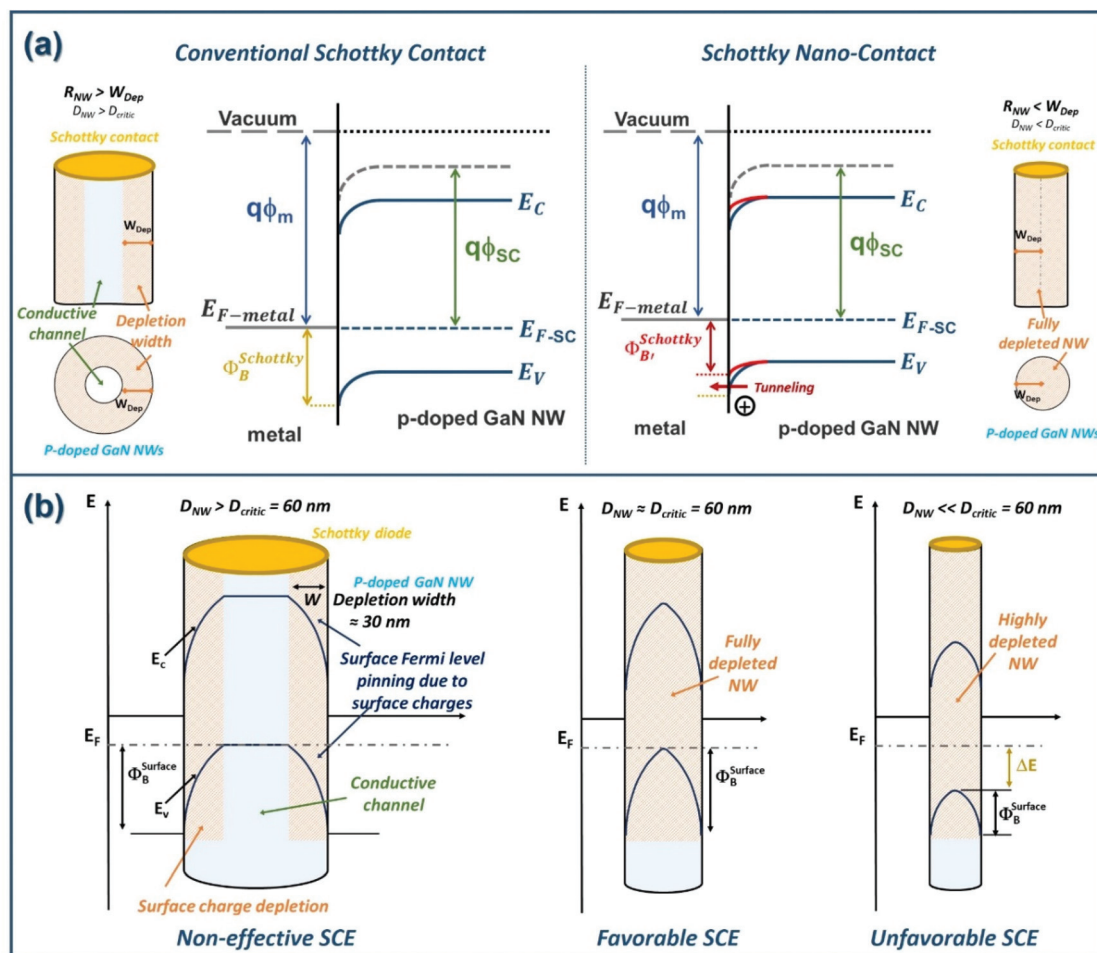 (a)
Conventional Schottky Contact
R_NW > W_Dep
D_NW > D_critic
Schottky contact
W_Dep
Conductive
channel
Depletion
width
W_Dep
P-doped GaN NWs
Vacuum
qϕ_m
E_C
qϕ_SC
E_F-metal
E_F-SC
Φ_B^Schottky
E_V
metal
p-doped GaN NW
Schottky Nano-Contact
Vacuum
qϕ_m
E_C
qϕ_SC
E_F-metal
E_F-SC
Φ_B'^Schottky
E_V
Tunneling
+
metal
p-doped GaN NW
R_NW < W_Dep
D_NW < D_critic
Schottky contact
W_Dep
Fully
depleted NW
W_Dep
P-doped GaN NWs
(b)
E
D_NW > D_critic = 60 nm
Schottky diode
P-doped GaN NW
W
Depletion width
≈ 30 nm
E_c
Surface Fermi level
pinning due to
surface charges
E_F
Φ_B^Surface
E_v
Conductive
channel
Surface charge depletion
Non-effective SCE
E
D_NW ≈ D_critic = 60 nm
Fully
depleted
NW
E_F
Φ_B^Surface
Favorable SCE
E
D_NW << D_critic = 60 nm
Highly
depleted
NW
E_F
ΔE
Φ_B^Surface
Unfavorable SCE